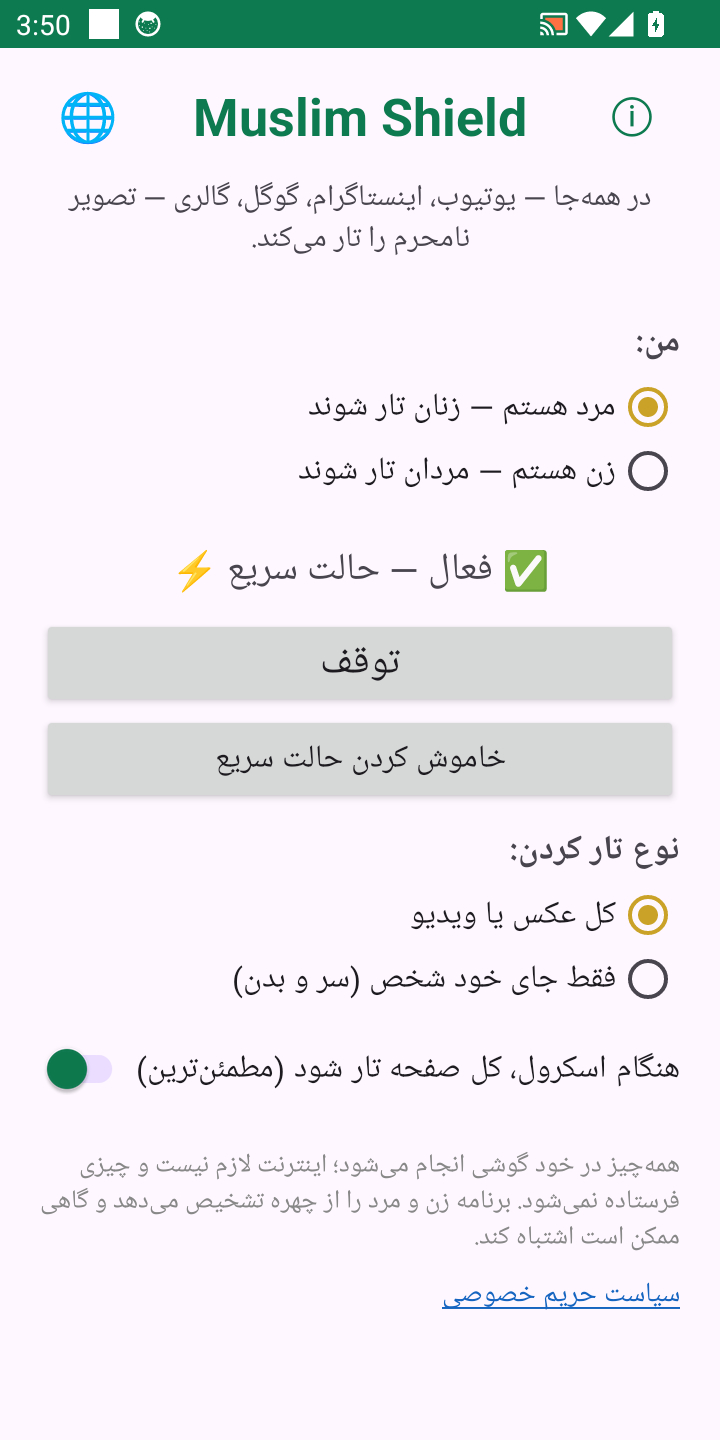 3:50
Muslim Shield
در همه‌جا — یوتیوب، اینستاگرام، گوگل، گالری — تصویر
نامحرم را تار می‌کند.
من:
مرد هستم — زنان تار شوند
زن هستم — مردان تار شوند
✅ فعال — حالت سریع ⚡
توقف
خاموش کردن حالت سریع
نوع تار کردن:
کل عکس یا ویدیو
فقط جای خود شخص (سر و بدن)
هنگام اسکرول، کل صفحه تار شود (مطمئن‌ترین)
همه‌چیز در خود گوشی انجام می‌شود؛ اینترنت لازم نیست و چیزی
فرستاده نمی‌شود. برنامه زن و مرد را از چهره تشخیص می‌دهد و گاهی
ممکن است اشتباه کند.
سیاست حریم خصوصی